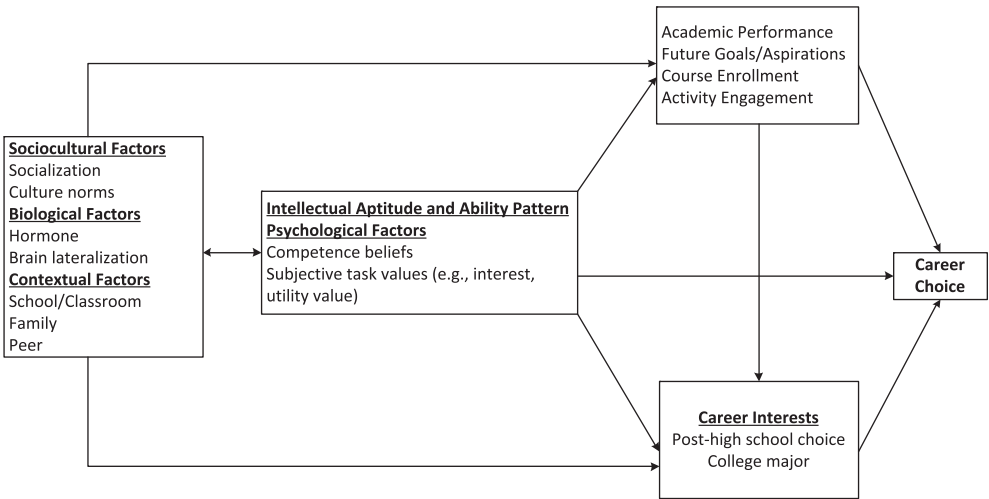 Academic Performance
Future Goals/Aspirations
Course Enrollment
Activity Engagement
Sociocultural Factors
Socialization
Culture norms
Biological Factors
Hormone
Brain lateralization
Contextual Factors
School/Classroom
Family
Peer
Intellectual Aptitude and Ability Pattern
Psychological Factors
Competence beliefs
Subjective task values (e.g., interest,
utility value)
Career
Choice
Career Interests
Post-high school choice
College major